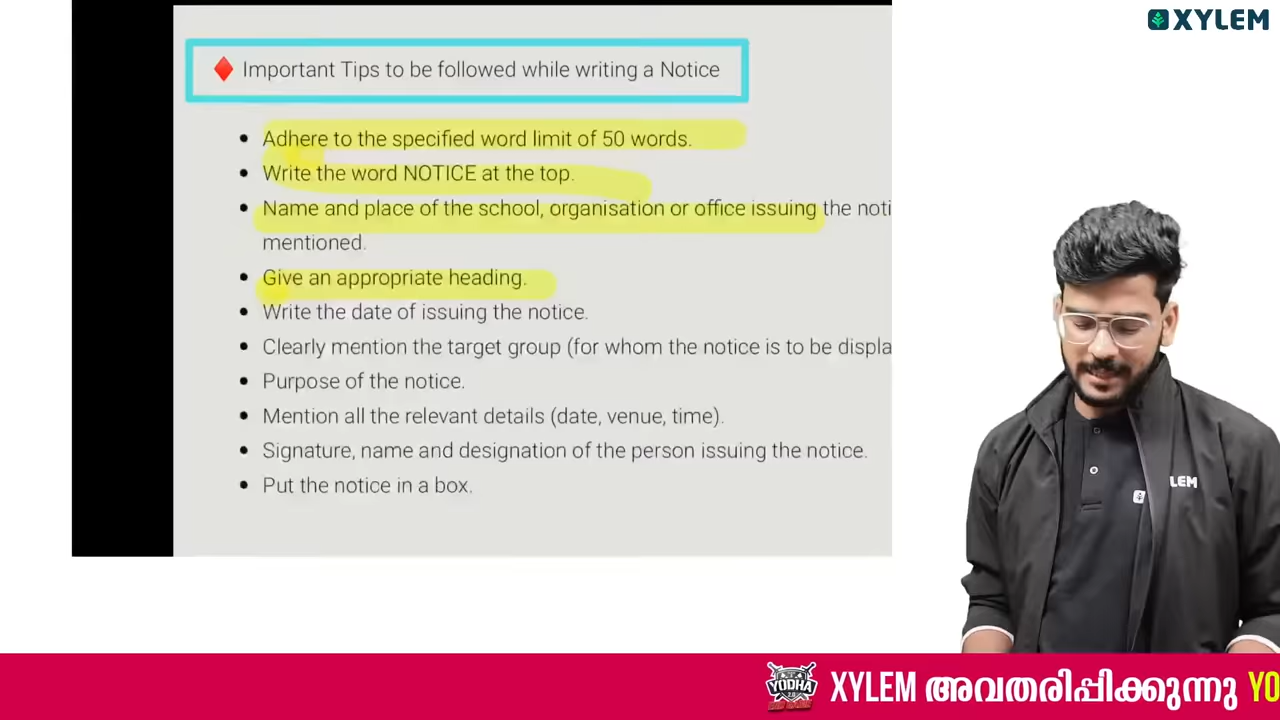 XYLEM
Important Tips to be followed while writing a Notice
Adhere to the specified word limit of 50 words.
Write the word NOTICE at the top.
Name and place of the school, organisation or office issuing the
mentioned.
Give an appropriate heading.
Write the date of issuing the notice.
Clearly mention the target group (for whom the notice is to be
Purpose of the notice.
Mention all the relevant details (date, venue, time).
Signature, name and designation of the person issuing the notice.
Put the notice in a box.
LEM
YODHA
XYLEM അവതരിപ്പിക്കുന്നു YO